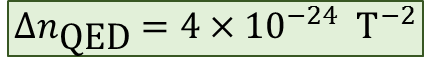 Δn_QED = 4 × 10⁻²⁴ T⁻²